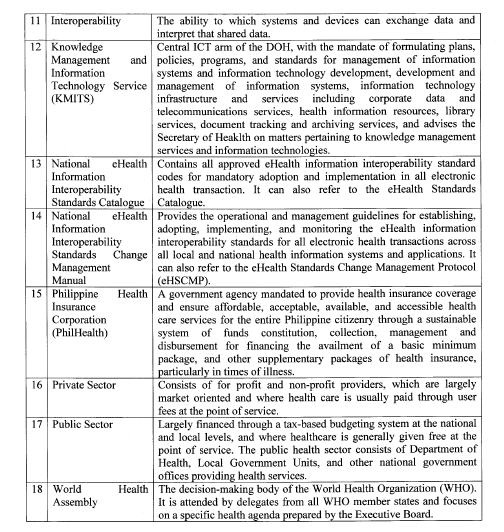 11 Interoperability The ability to which systems and devices can exchange data and
interpret that shared data.
12 Knowledge Central ICT arm of the DOH, with the mandate of formulating plans,
Management and policies, programs, and standards for management of information
Information systems and information technology development, development and
Technology Service management of information systems, information technology
(KMITS) infrastructure and services including corporate data and
telecommunications services, health information resources, library
services, document tracking and archiving services, and advises the
Secretary of Heaklth on matters pertaining to knowledge management
services and information technologies.
13 National eHealth Contains all approved eHealth information interoperability standard
Information codes for mandatory adoption and implementation in all electronic
Interoperability health transaction. It can also refer to the eHealth Standards
Standards Catalogue Catalogue.
14 National eHealth Provides the operational and management guidelines for establishing,
Information adopting, implementing, and monitoring the eHealth information
Interoperability interoperability standards for all electronic health transactions across
Standards Change all local and national health information systems and applications. It
Management can also refer to the eHealth Standards Change Management Protocol
Manual (eHSCMP).
15 Philippine Health A government agency mandated to provide health insurance coverage
Insurance and ensure affordable, acceptable, available, and accessible health
Corporation care services for the entire Philippine citizenry through a sustainable
(PhilHealth) system of funds constitution, collection, management and
disbursement for financing the availment of a basic minimum
package, and other supplementary packages of health insurance,
particularly in times of illness.
16 Private Sector Consists of for profit and non-profit providers, which are largely
market oriented and where health care is usually paid through user
fees at the point of service.
17 Public Sector Largely financed through a tax-based budgeting system at the national
and local levels, and where healthcare is generally given free at the
point of service. The public health sector consists of Department of
Health, Local Government Units, and other national government
offices providing health services.
18 World Health The decision-making body of the World Health Organization (WHO).
Assembly It is attended by delegates from all WHO member states and focuses
on a specific health agenda prepared by the Executive Board.